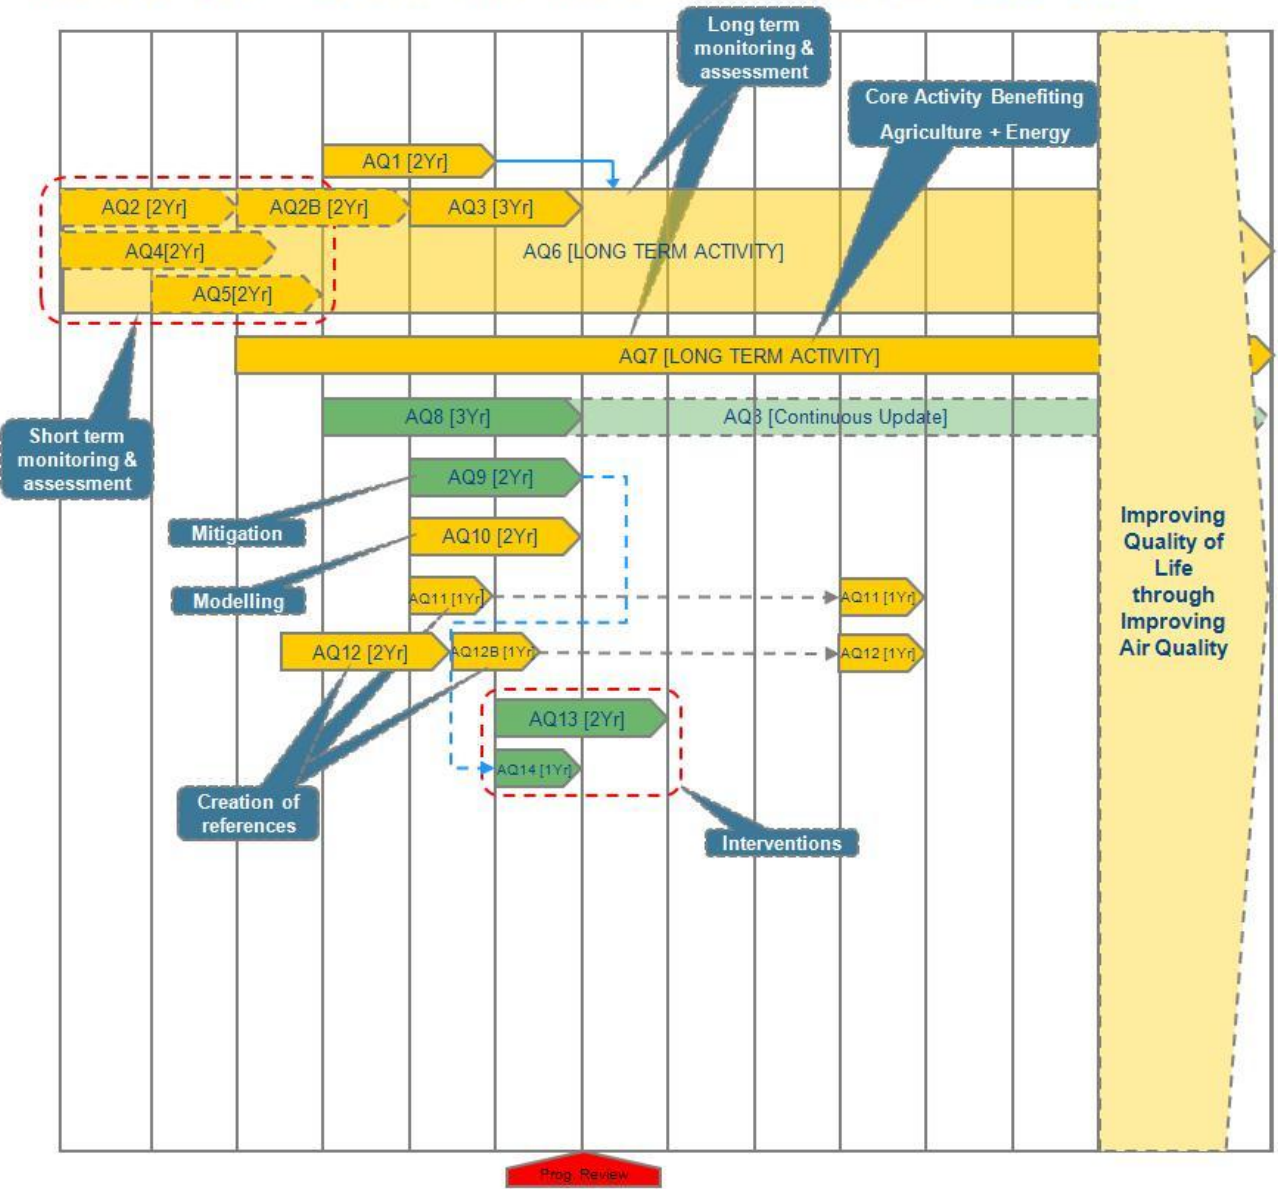 Long term
monitoring &
assessment
Core Activity Benefiting
Agriculture + Energy
AQ1 [2Yr]
AQ2 [2Yr]
AQ2B [2Yr]
AQ3 [3Yr]
AQ4[2Yr]
AQ6 [LONG TERM ACTIVITY]
AQ5[2Yr]
AQ7 [LONG TERM ACTIVITY]
AQ8 [3Yr]
AQ8 [Continuous Update]
Short term
monitoring &
assessment
AQ9 [2Yr]
Mitigation
AQ10 [2Yr]
Modelling
AQ11 [1Yr]
AQ11 [1Yr]
AQ12 [2Yr]
AQ12B [1Yr]
AQ12 [1Yr]
Improving
Quality of
Life
through
Improving
Air Quality
AQ13 [2Yr]
AQ14 [1Yr]
Creation of
references
Interventions
Prog. Review